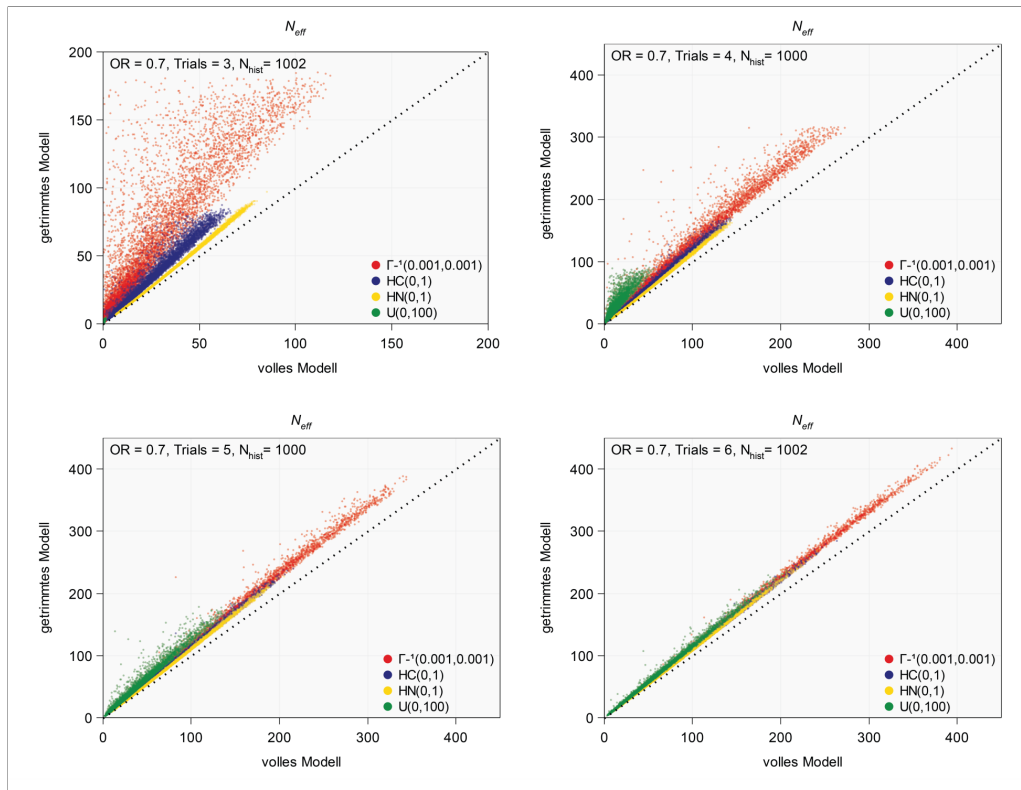 N_eff
200
150
100
50
0
getrimmtes Modell
OR = 0.7, Trials = 3, N_hist= 1002
Γ-¹(0.001,0.001)
HC(0,1)
HN(0,1)
U(0,100)
0 50 100 150 200
volles Modell
N_eff
400
300
200
100
0
getrimmtes Modell
OR = 0.7, Trials = 4, N_hist= 1000
Γ-¹(0.001,0.001)
HC(0,1)
HN(0,1)
U(0,100)
0 100 200 300 400
volles Modell
N_eff
400
300
200
100
0
getrimmtes Modell
OR = 0.7, Trials = 5, N_hist= 1000
Γ-¹(0.001,0.001)
HC(0,1)
HN(0,1)
U(0,100)
0 100 200 300 400
volles Modell
N_eff
400
300
200
100
0
getrimmtes Modell
OR = 0.7, Trials = 6, N_hist= 1002
Γ-¹(0.001,0.001)
HC(0,1)
HN(0,1)
U(0,100)
0 100 200 300 400
volles Modell